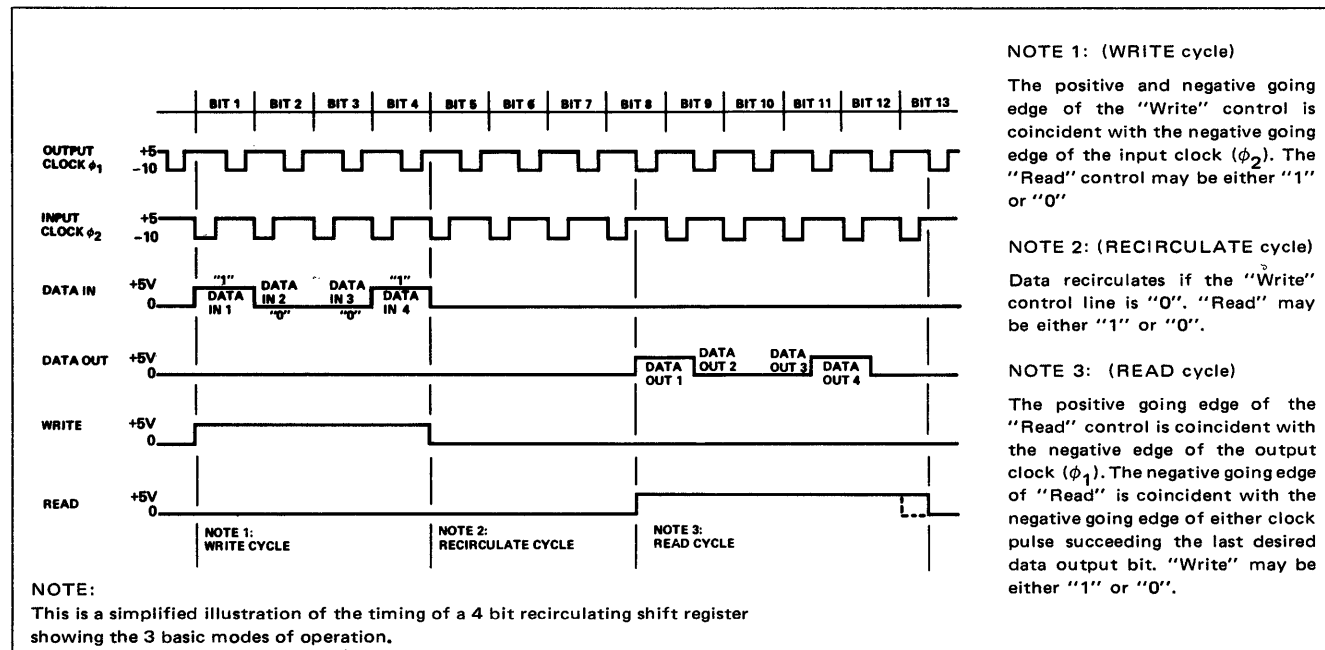 BIT 1 BIT 2 BIT 3 BIT 4 BIT 5 BIT 6 BIT 7 BIT 8 BIT 9 BIT 10 BIT 11 BIT 12 BIT 13
OUTPUT
CLOCK ϕ1
+5
−10
INPUT
CLOCK ϕ2
+5
−10
DATA IN
+5V
0
"1"
DATA
IN 1
DATA
IN 2
"0"
DATA
IN 3
"0"
"1"
DATA
IN 4
DATA OUT
+5V
0
DATA
OUT 1
DATA
OUT 2
DATA
OUT 3
DATA
OUT 4
WRITE
+5V
0
READ
+5V
0
NOTE 1:
WRITE CYCLE
NOTE 2:
RECIRCULATE CYCLE
NOTE 3:
READ CYCLE
NOTE:
This is a simplified illustration of the timing of a 4 bit recirculating shift register
showing the 3 basic modes of operation.
NOTE 1: (WRITE cycle)
The positive and negative going
edge of the "Write" control is
coincident with the negative going
edge of the input clock (ϕ2). The
"Read" control may be either "1"
or "0"
NOTE 2: (RECIRCULATE cycle)
Data recirculates if the "Write"
control line is "0". "Read" may
be either "1" or "0".
NOTE 3: (READ cycle)
The positive going edge of the
"Read" control is coincident with
the negative edge of the output
clock (ϕ1). The negative going edge
of "Read" is coincident with the
negative going edge of either clock
pulse succeeding the last desired
data output bit. "Write" may be
either "1" or "0".